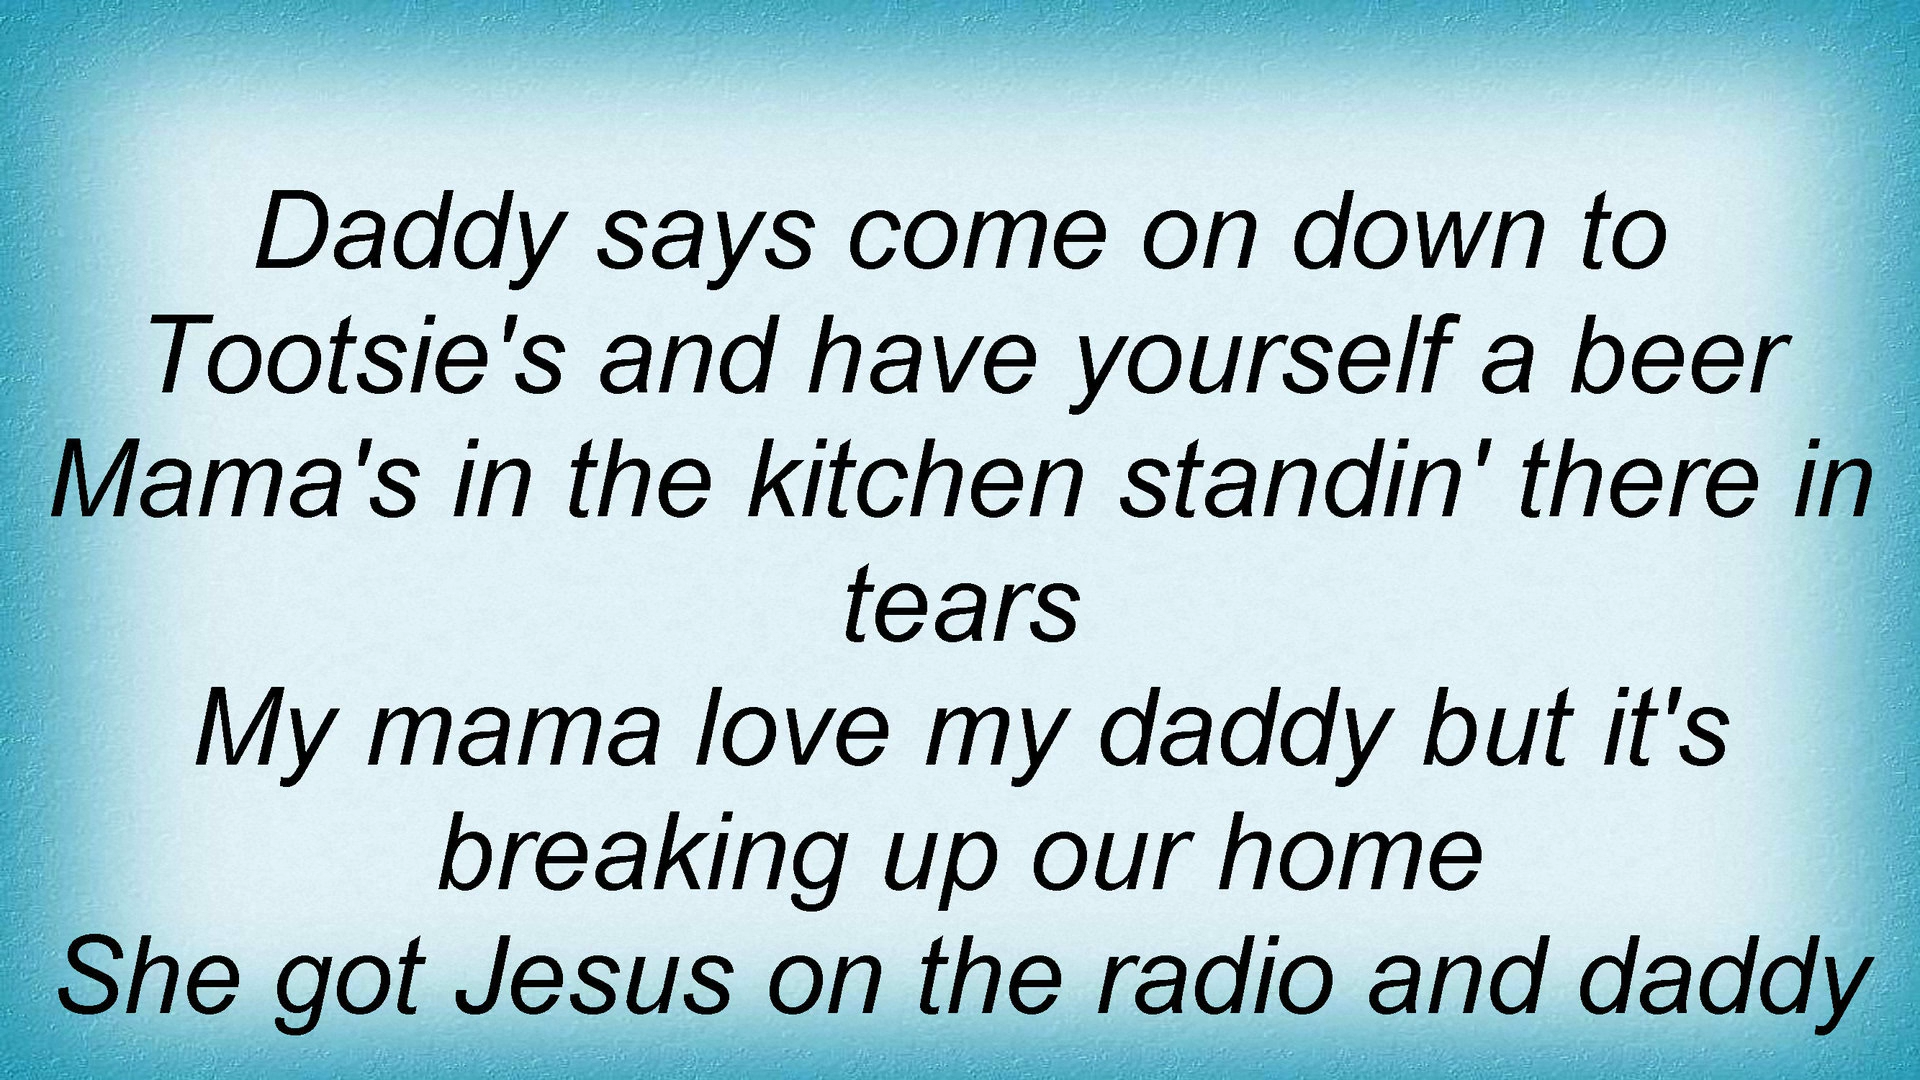 Daddy says come on down to
Tootsie's and have yourself a beer
Mama's in the kitchen standin' there in
tears
My mama love my daddy but it's
breaking up our home
She got Jesus on the radio and daddy